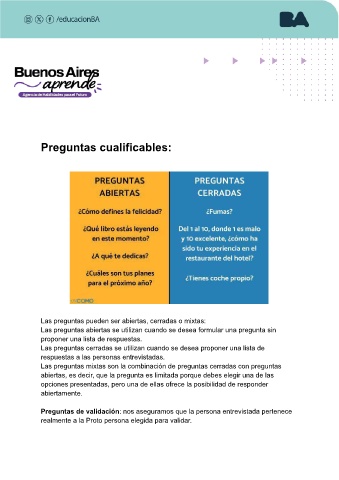 /educacionBA
BA
Buenos Aires
aprende
Agencia de Habilidades para el Futuro
Preguntas cualificables:
PREGUNTAS
ABIERTAS
¿Cómo defines la felicidad?
¿Qué libro estás leyendo
en este momento?
¿A qué te dedicas?
¿Cuáles son tus planes
para el próximo año?
PREGUNTAS
CERRADAS
¿Fumas?
Del 1 al 10, donde 1 es malo
y 10 excelente, ¿cómo ha
sido tu experiencia en el
restaurante del hotel?
¿Tienes coche propio?
Las preguntas pueden ser abiertas, cerradas o mixtas:
Las preguntas abiertas se utilizan cuando se desea formular una pregunta sin
proponer una lista de respuestas.
Las preguntas cerradas se utilizan cuando se desea proponer una lista de
respuestas a las personas entrevistadas.
Las preguntas mixtas son la combinación de preguntas cerradas con preguntas
abiertas, es decir, que la pregunta es limitada porque debes elegir una de las
opciones presentadas, pero una de ellas ofrece la posibilidad de responder
abiertamente.
Preguntas de validación: nos aseguramos que la persona entrevistada pertenece
realmente a la Proto persona elegida para validar.